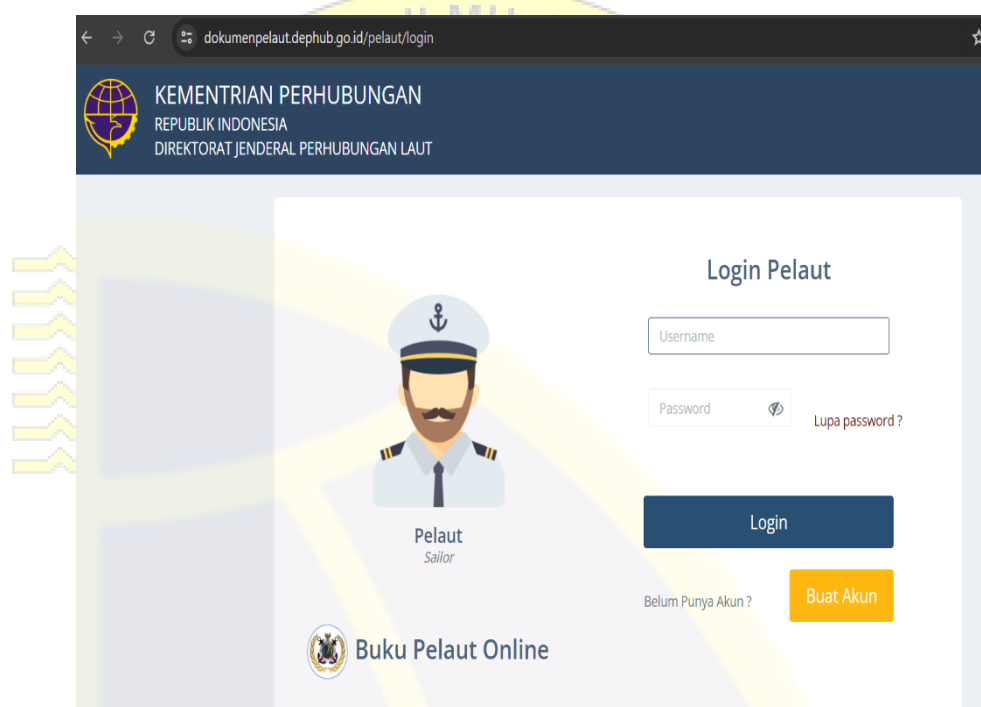 dokumenpelaut.dephub.go.id/pelaut/login
KEMENTRIAN PERHUBUNGAN
REPUBLIK INDONESIA
DIREKTORAT JENDERAL PERHUBUNGAN LAUT
Login Pelaut
Username
Password
Lupa password ?
Login
Pelaut
Sailor
Belum Punya Akun ?
Buat Akun
Buku Pelaut Online